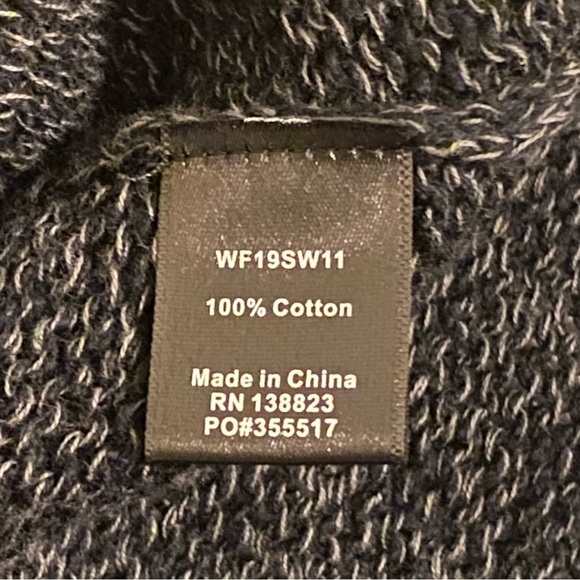 WF19SW11
100% Cotton
Made in China
RN 138823
PO#355517